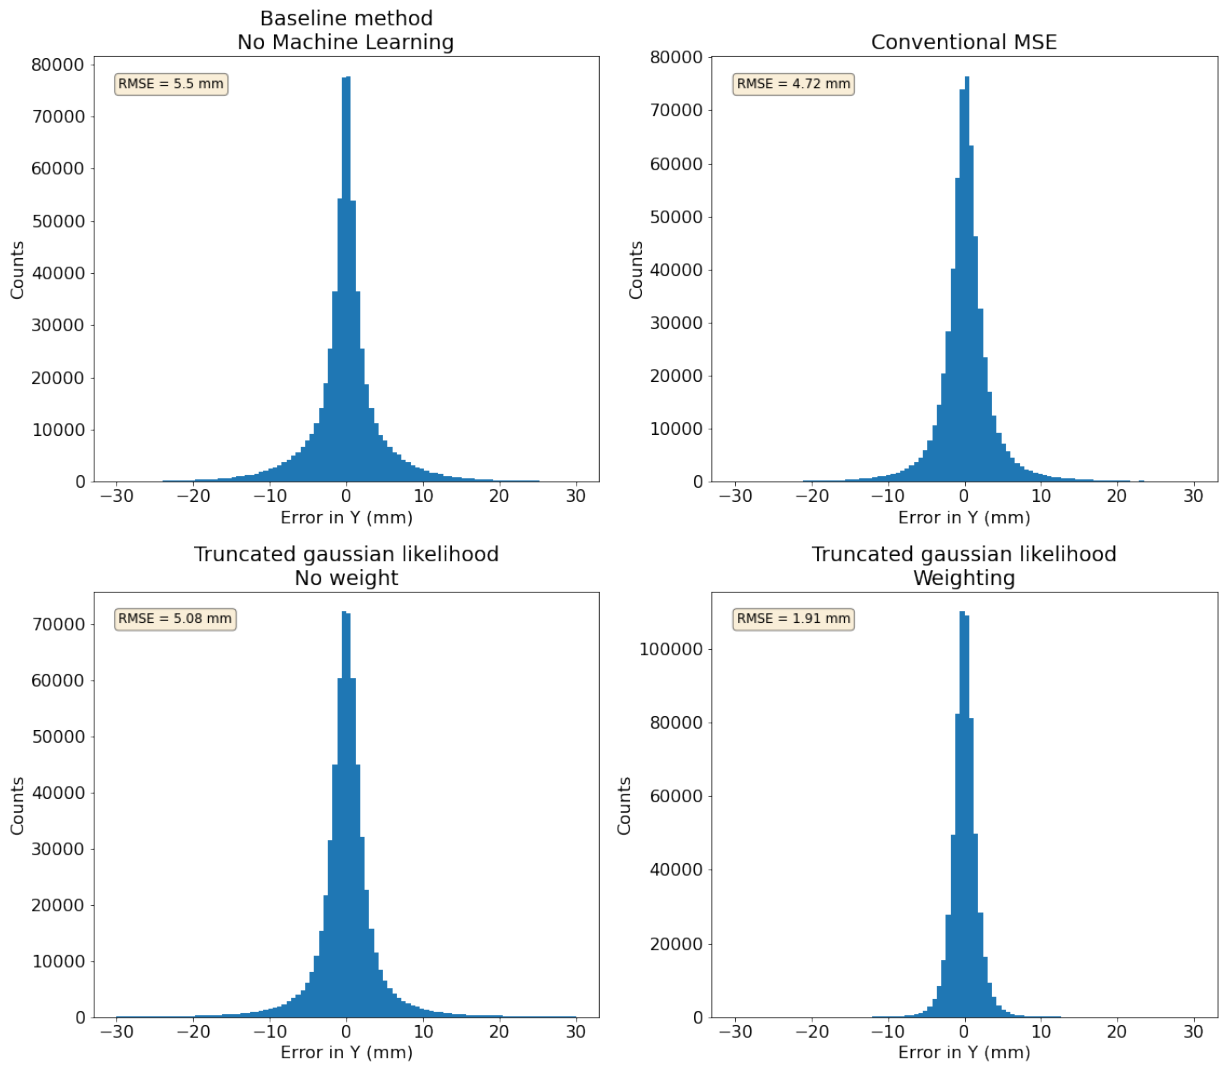 Baseline method
No Machine Learning
RMSE = 5.5 mm
Counts
80000
70000
60000
50000
40000
30000
20000
10000
0
−30 −20 −10 0 10 20 30
Error in Y (mm)
Conventional MSE
RMSE = 4.72 mm
Counts
80000
70000
60000
50000
40000
30000
20000
10000
0
−30 −20 −10 0 10 20 30
Error in Y (mm)
Truncated gaussian likelihood
No weight
RMSE = 5.08 mm
Counts
70000
60000
50000
40000
30000
20000
10000
0
−30 −20 −10 0 10 20 30
Error in Y (mm)
Truncated gaussian likelihood
Weighting
RMSE = 1.91 mm
Counts
100000
80000
60000
40000
20000
0
−30 −20 −10 0 10 20 30
Error in Y (mm)